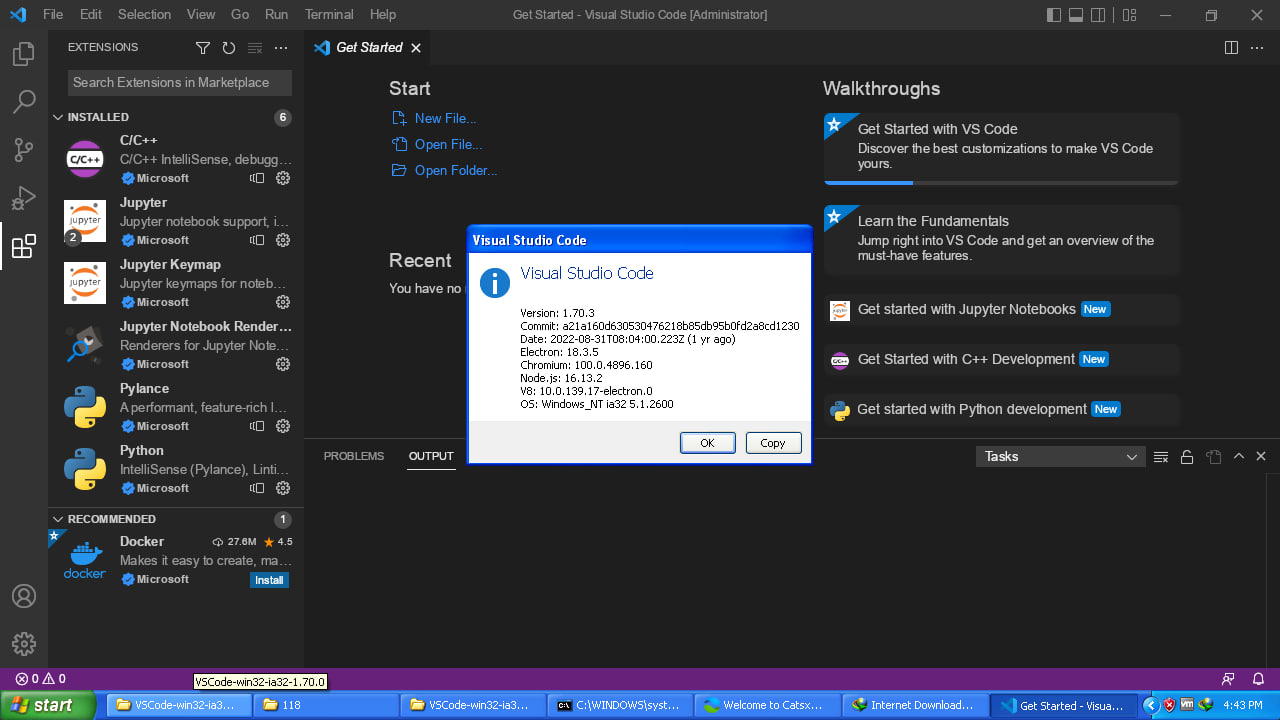 File Edit Selection View Go Run Terminal Help
Get Started - Visual Studio Code [Administrator]
EXTENSIONS
Search Extensions in Marketplace
INSTALLED 6
C/C++
C/C++
C/C++ IntelliSense, debugg...
Microsoft
jupyter
2
Jupyter
Jupyter notebook support, i...
Microsoft
jupyter
Jupyter Keymap
Jupyter keymaps for noteb...
Microsoft
Jupyter Notebook Render...
Renderers for Jupyter Note...
Microsoft
Pylance
A performant, feature-rich l...
Microsoft
Python
IntelliSense (Pylance), Linti...
Microsoft
RECOMMENDED 1
docker
Docker 27.6M 4.5
Makes it easy to create, ma...
Microsoft
Install
Get Started
Start
New File...
Open File...
Open Folder...
Recent
You have no
Walkthroughs
Get Started with VS Code
Discover the best customizations to make VS Code
yours.
Learn the Fundamentals
Jump right into VS Code and get an overview of the
must-have features.
Get started with Jupyter Notebooks New
Get Started with C++ Development New
Get started with Python development New
Visual Studio Code
Visual Studio Code
Version: 1.70.3
Commit: a21a160d630530476218b85db95b0fd2a8cd1230
Date: 2022-08-31T08:04:00.223Z (1 yr ago)
Electron: 18.3.5
Chromium: 100.0.4896.160
Node.js: 16.13.2
V8: 10.0.139.17-electron.0
OS: Windows_NT ia32 5.1.2600
OK Copy
PROBLEMS OUTPUT
Tasks
0 0
VSCode-win32-ia32-1.70.0
start
VSCode-win32-ia3...
118
VSCode-win32-ia3...
C:\WINDOWS\syst...
Welcome to Catsx...
Internet Download...
Get Started - Visua...
4:43 PM